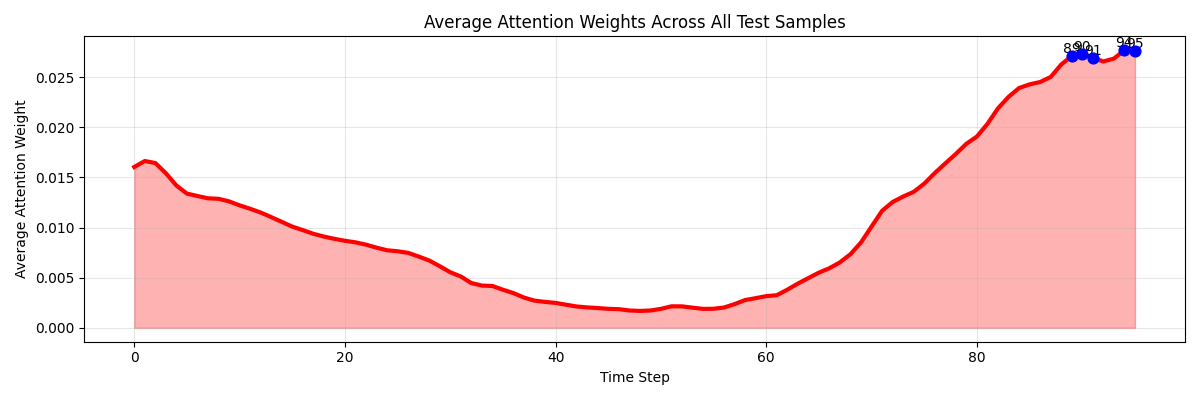 Average Attention Weights Across All Test Samples
89 90 91 94 95
0.025
0.020
0.015
0.010
0.005
0.000
Average Attention Weight
0 20 40 60 80
Time Step